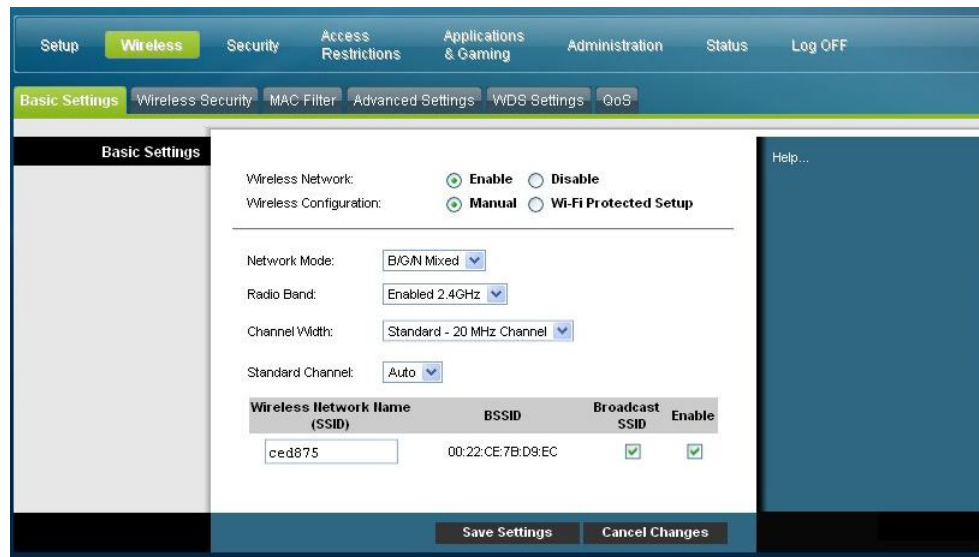 Setup Wireless Security Access Restrictions Applications & Gaming Administration Status Log OFF
Basic Settings Wireless Security MAC Filter Advanced Settings WDS Settings QoS
Basic Settings
Help...
Wireless Network: Enable Disable
Wireless Configuration: Manual Wi-Fi Protected Setup
Network Mode: B/G/N Mixed
Radio Band: Enabled 2.4GHz
Channel Width: Standard - 20 MHz Channel
Standard Channel: Auto
Wireless Network Name (SSID) BSSID Broadcast SSID Enable
ced875 00:22:CE:7B:D9:EC
Save Settings Cancel Changes